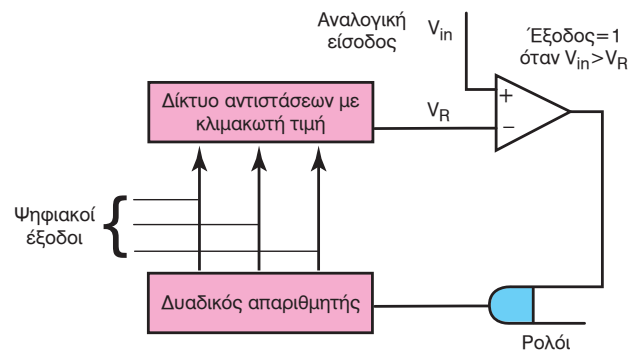 Αναλογική
είσοδος
V_in
Έξοδος=1
όταν V_in>V_R
Δίκτυο αντιστάσεων με
κλιμακωτή τιμή
V_R
+
−
Ψηφιακοί
έξοδοι
Δυαδικός απαριθμητής
Ρολόι